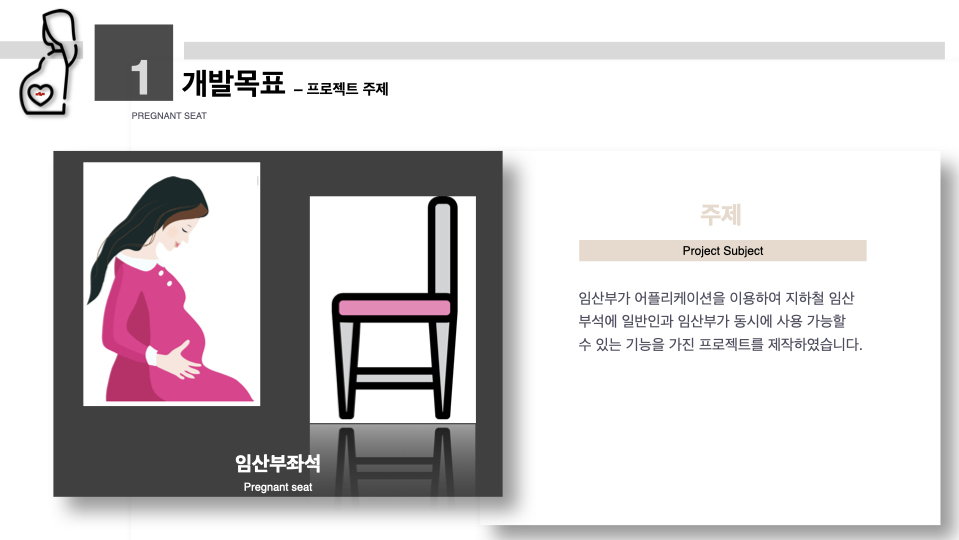 1
개발목표 – 프로젝트 주제
PREGNANT SEAT
임산부좌석
Pregnant seat
주제
Project Subject
임산부가 어플리케이션을 이용하여 지하철 임산
부석에 일반인과 임산부가 동시에 사용 가능할
수 있는 기능을 가진 프로젝트를 제작하였습니다.